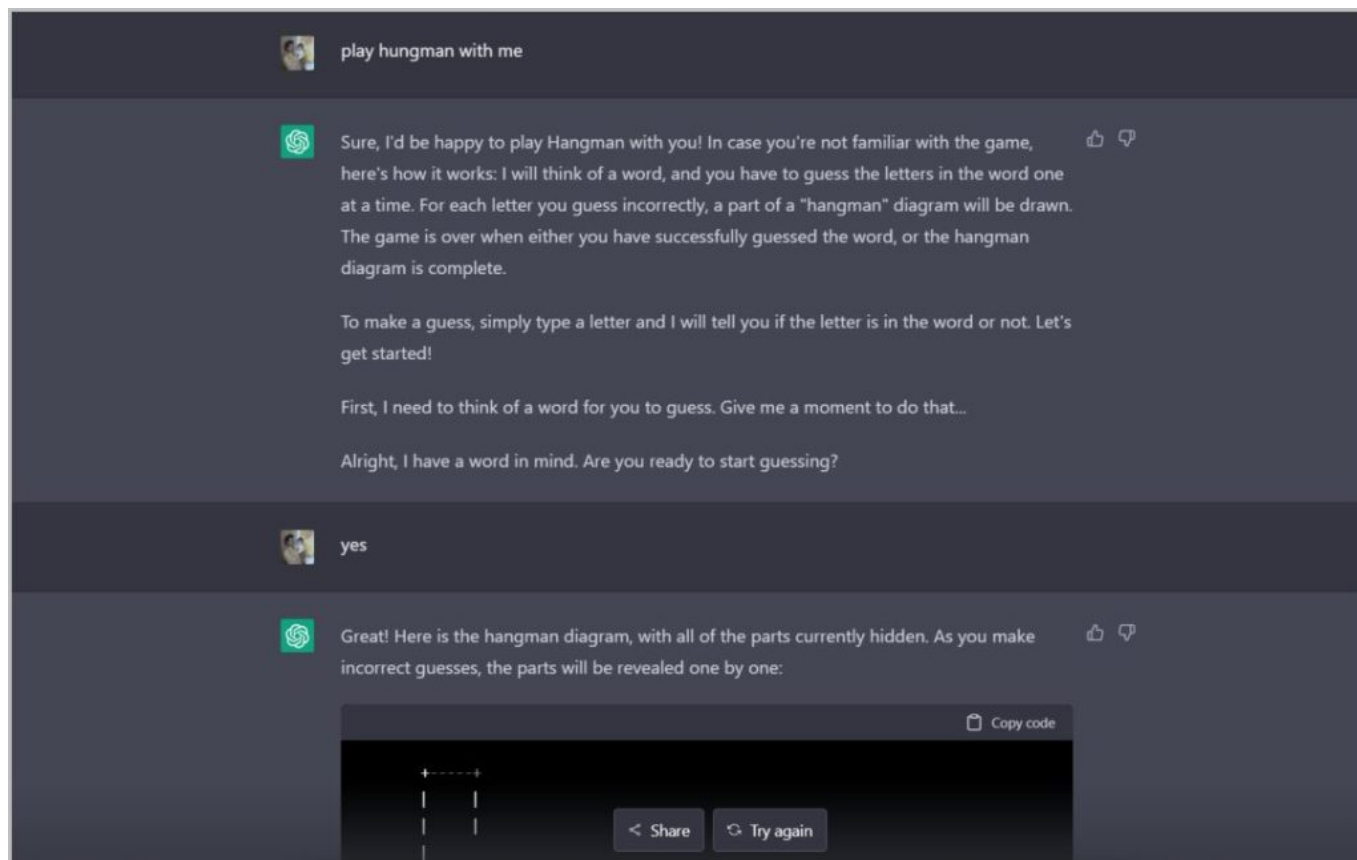 play hungman with me
Sure, I'd be happy to play Hangman with you! In case you're not familiar with the game,
here's how it works: I will think of a word, and you have to guess the letters in the word one
at a time. For each letter you guess incorrectly, a part of a "hangman" diagram will be drawn.
The game is over when either you have successfully guessed the word, or the hangman
diagram is complete.
To make a guess, simply type a letter and I will tell you if the letter is in the word or not. Let's
get started!
First, I need to think of a word for you to guess. Give me a moment to do that...
Alright, I have a word in mind. Are you ready to start guessing?
yes
Great! Here is the hangman diagram, with all of the parts currently hidden. As you make
incorrect guesses, the parts will be revealed one by one:
Copy code
+-----+
| |
| |
|
Share Try again